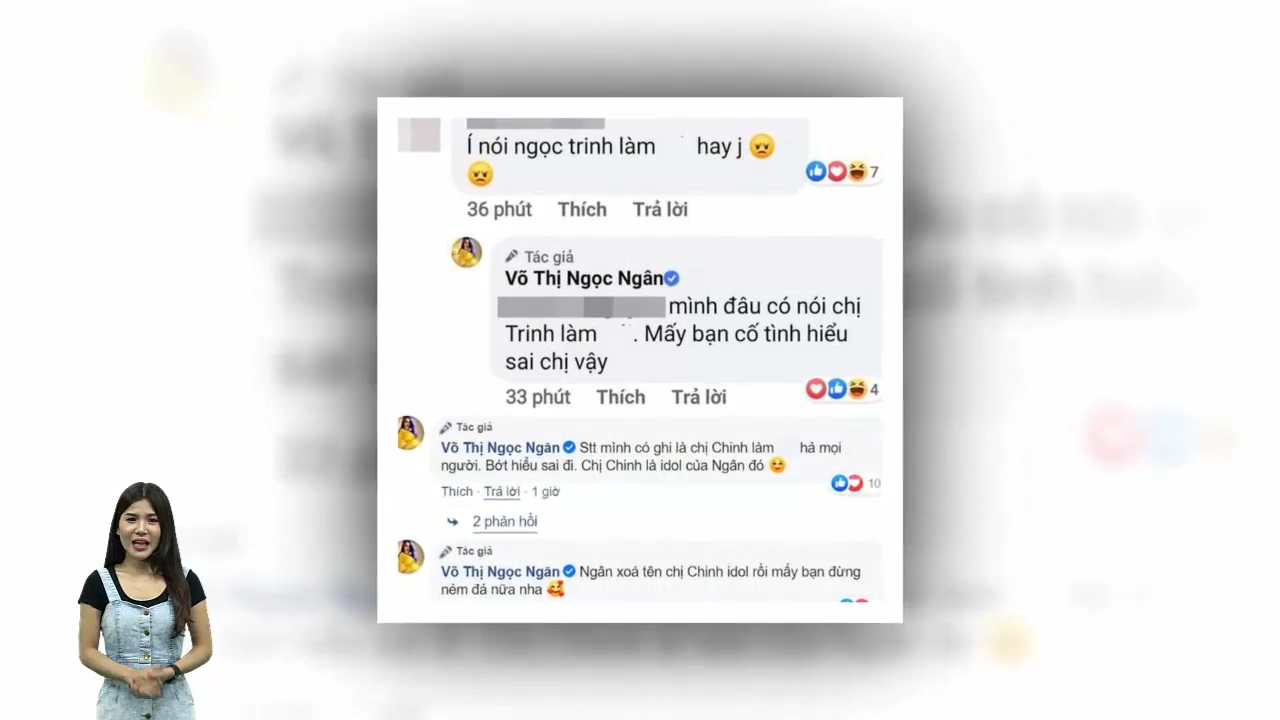 Í nói ngọc trinh làm hay j
7
36 phút Thích Trả lời
Tác giả
Võ Thị Ngọc Ngân
mình đâu có nói chị
Trinh làm . Mấy bạn cố tình hiểu
sai chị vậy
4
33 phút Thích Trả lời
Tác giả
Võ Thị Ngọc Ngân Stt mình có ghi là chị Chinh làm hả mọi
người. Bớt hiểu sai đi. Chị Chinh là idol của Ngân đó
10
Thích · Trả lời · 1 giờ
2 phản hồi
Tác giả
Võ Thị Ngọc Ngân Ngân xoá tên chị Chinh idol rồi mấy bạn đừng
ném đá nữa nha